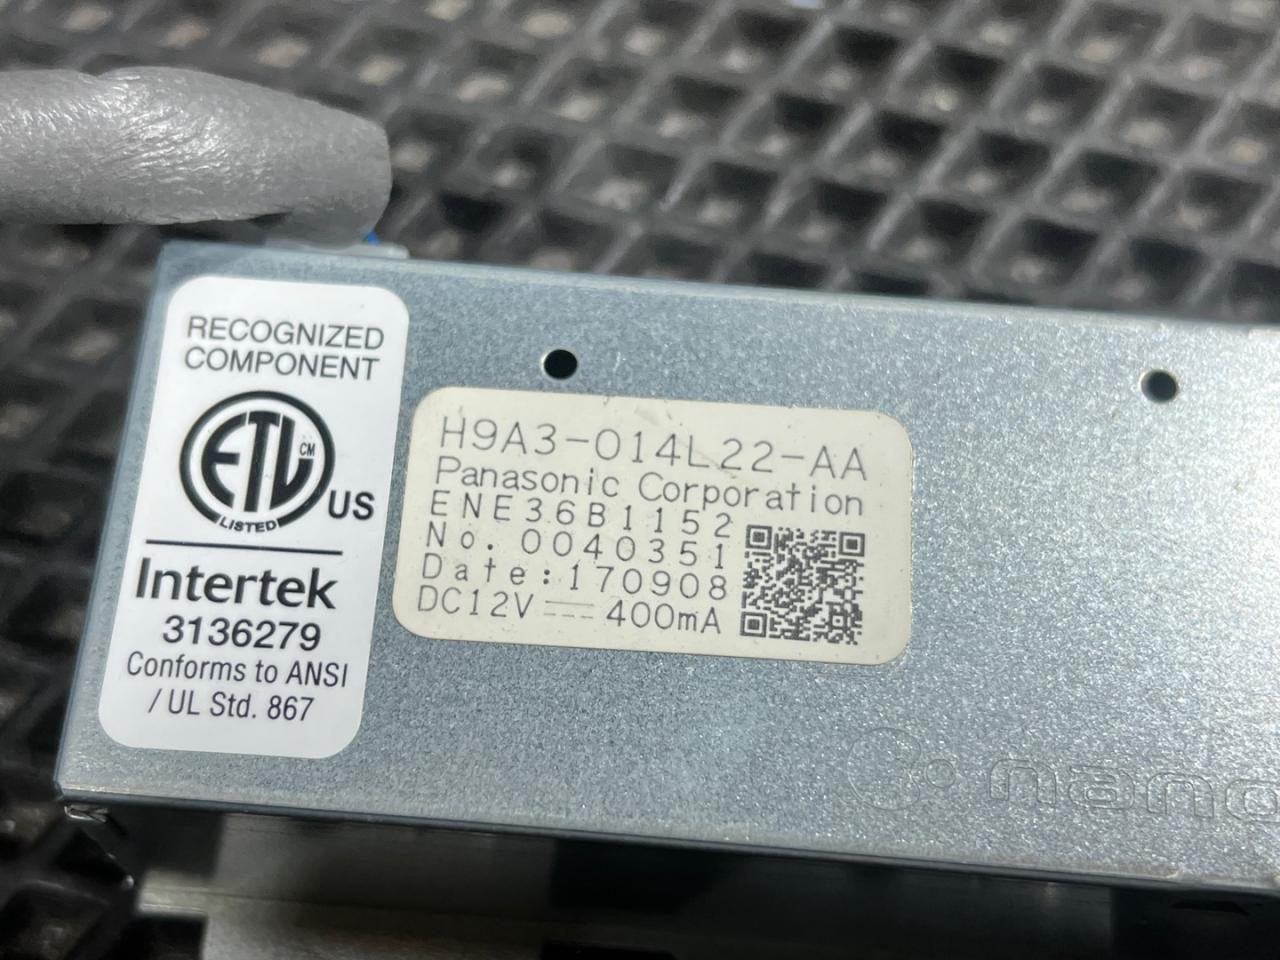 RECOGNIZED
COMPONENT
ETL CM
LISTED
US
Intertek
3136279
Conforms to ANSI
/ UL Std. 867
H9A3-014L22-AA
Panasonic Corporation
ENE36B1152
No. 0040351
Date:170908
DC12V ⎓ 400mA
nano